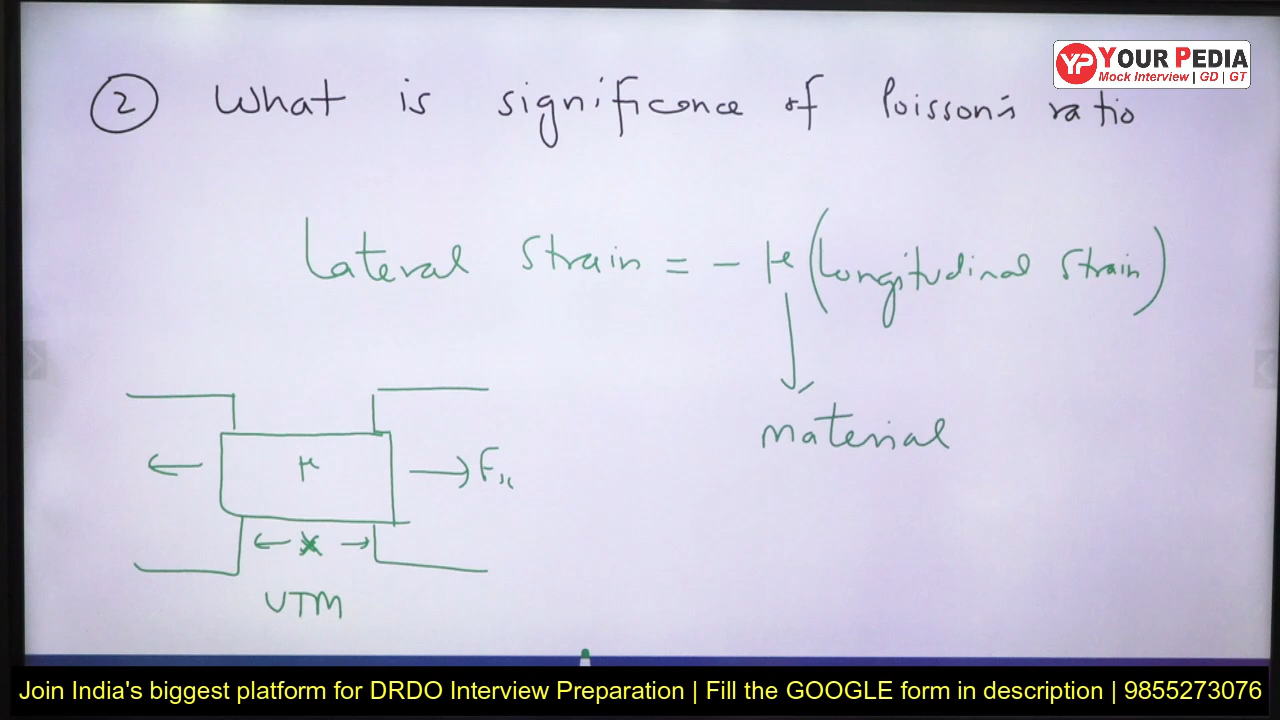 YP YOUR PEDIA
Mock Interview | GD | GT
2 What is significance of Poisson's ratio
Lateral Strain = - μ (Longitudinal Strain)
material
μ
Fx
x
UTM
Join India's biggest platform for DRDO Interview Preparation | Fill the GOOGLE form in description | 9855273076